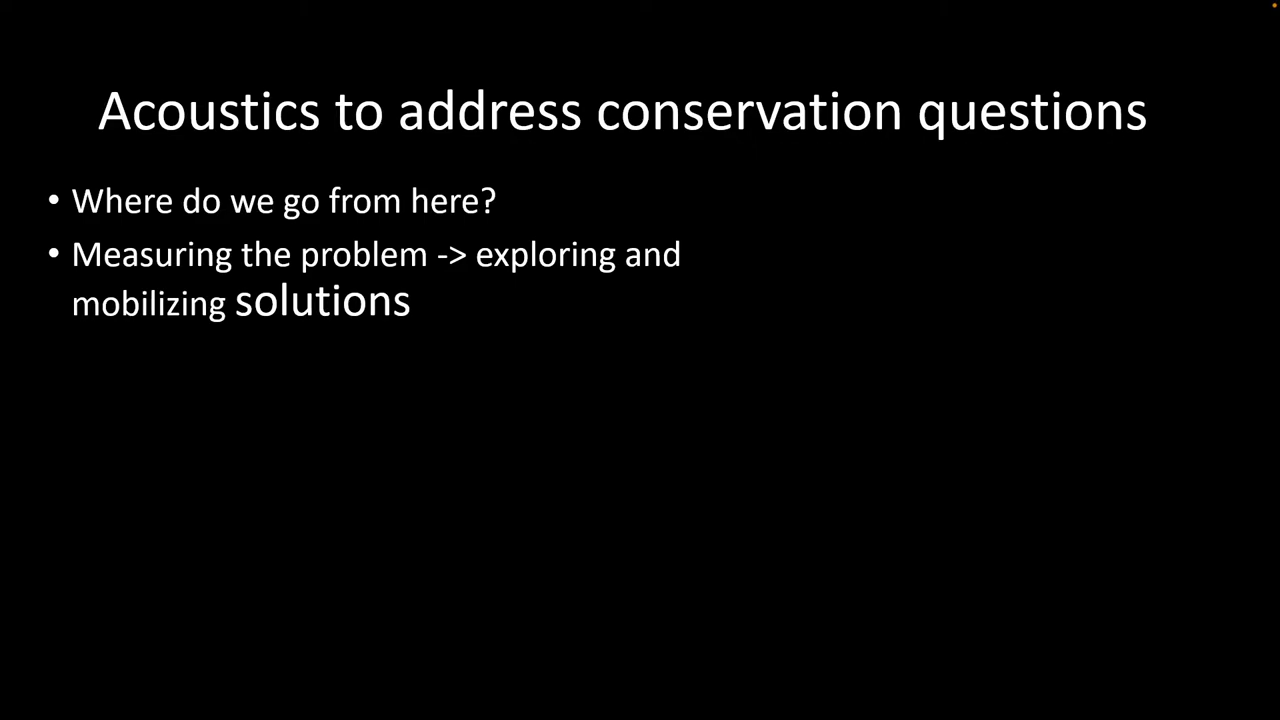 Acoustics to address conservation questions
• Where do we go from here?
• Measuring the problem -> exploring and
mobilizing solutions